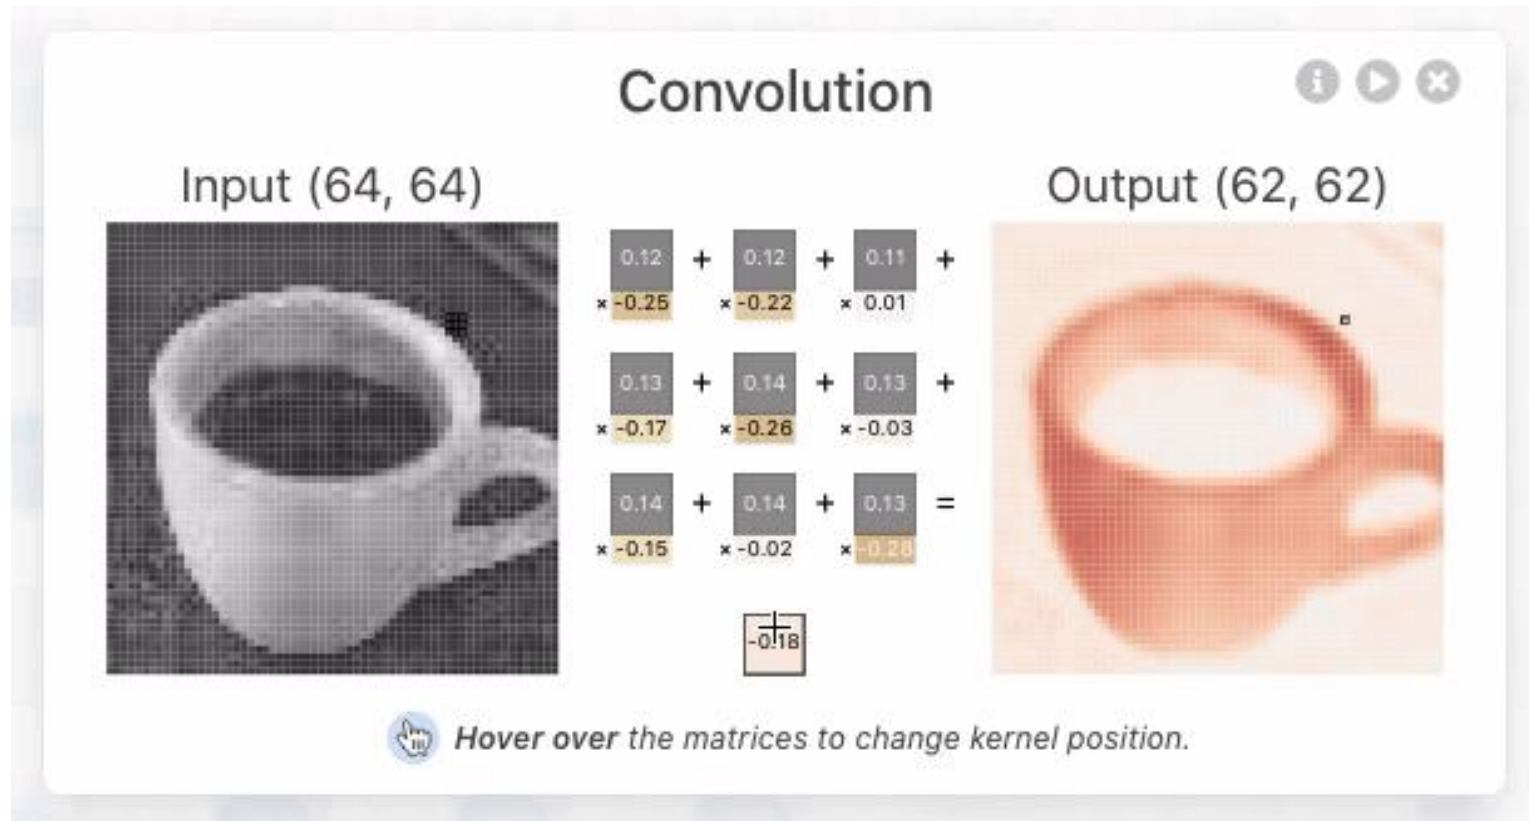 Convolution
Input (64, 64)
Output (62, 62)
0.12 + 0.12 + 0.11 +
× -0.25 × -0.22 × 0.01
0.13 + 0.14 + 0.13 +
× -0.17 × -0.26 × -0.03
0.14 + 0.14 + 0.13 =
× -0.15 × -0.02 × -0.28
-0.18
Hover over the matrices to change kernel position.